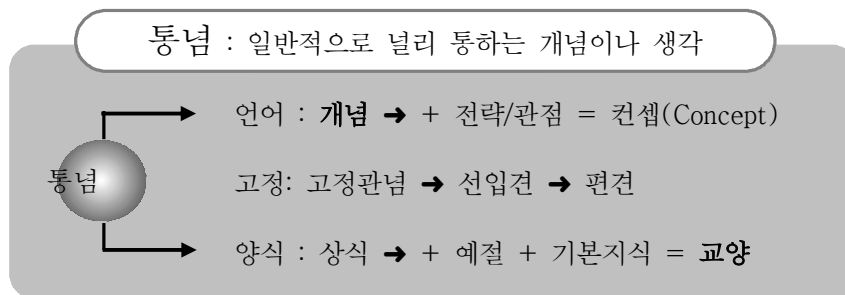 통념 : 일반적으로 널리 통하는 개념이나 생각
언어 : 개념 ➜ + 전략/관점 = 컨셉(Concept)
통념
고정: 고정관념 ➜ 선입견 ➜ 편견
양식 : 상식 ➜ + 예절 + 기본지식 = 교양